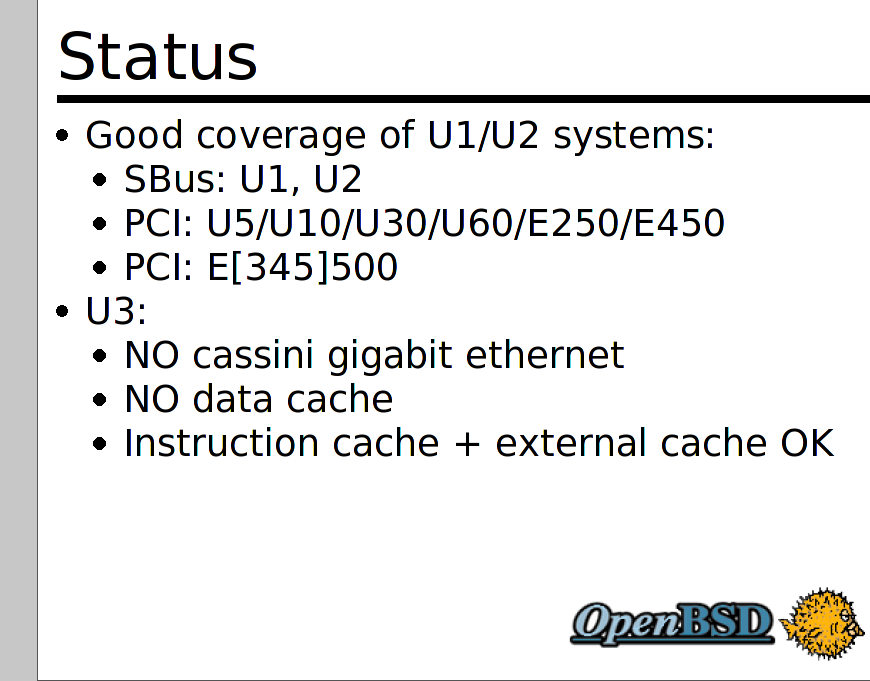 Status
• Good coverage of U1/U2 systems:
• SBus: U1, U2
• PCI: U5/U10/U30/U60/E250/E450
• PCI: E[345]500
• U3:
• NO cassini gigabit ethernet
• NO data cache
• Instruction cache + external cache OK
OpenBSD